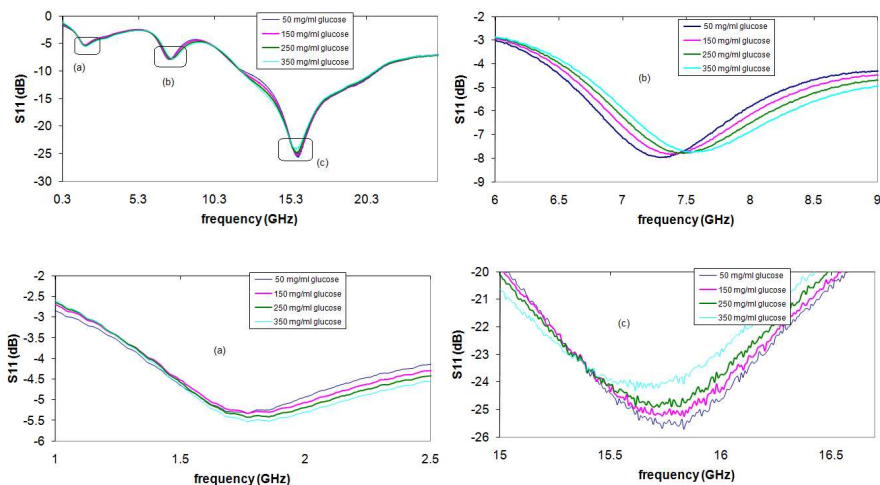 0
-5
-10
-15
-20
-25
-30
0.3 5.3 10.3 15.3 20.3
S11 (dB)
frequency (GHz)
50 mg/ml glucose
150 mg/ml glucose
250 mg/ml glucose
350 mg/ml glucose
(a)
(b)
(c)
-2
-3
-4
-5
-6
-7
-8
-9
6 6.5 7 7.5 8 8.5 9
S11 (dB)
frequency (GHz)
50 mg/ml glucose
150 mg/ml glucose
250 mg/ml glucose
350 mg/ml glucose
(b)
-2
-2.5
-3
-3.5
-4
-4.5
-5
-5.5
-6
1 1.5 2 2.5
S11 (dB)
frequency (GHz)
50 mg/ml glucose
150 mg/ml glucose
250 mg/ml glucose
350 mg/ml glucose
(a)
-20
-21
-22
-23
-24
-25
-26
15 15.5 16 16.5
S11 (dB)
frequency (GHz)
50 mg/ml glucose
150 mg/ml glucose
250 mg/ml glucose
350 mg/ml glucose
(c)